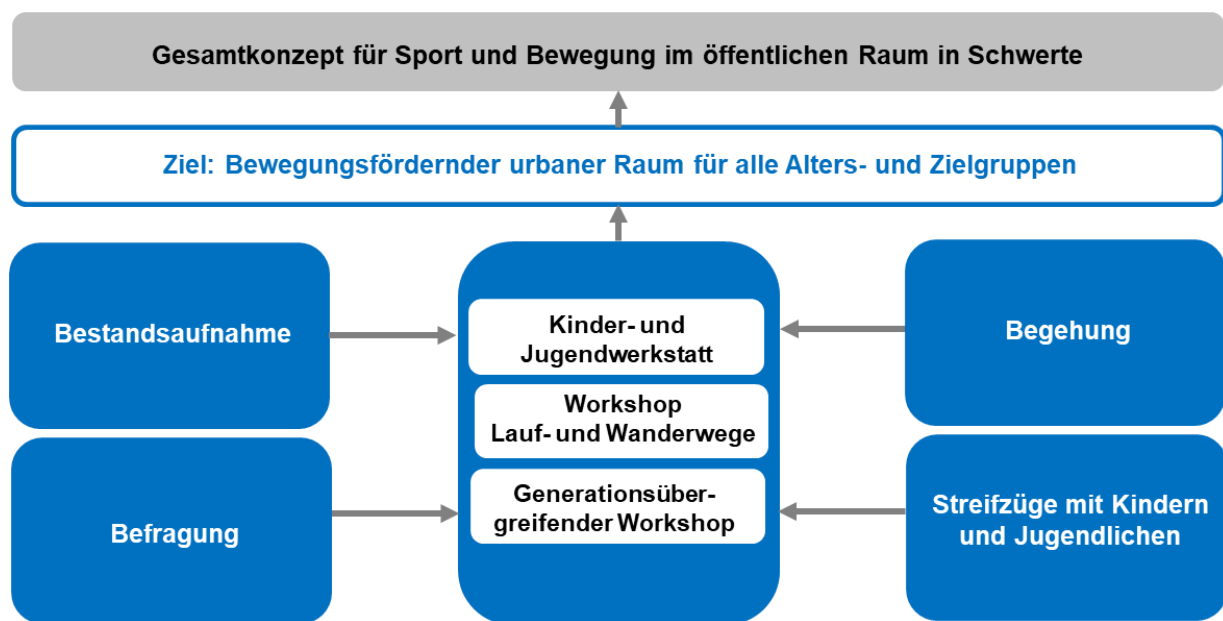 Gesamtkonzept für Sport und Bewegung im öffentlichen Raum in Schwerte
Ziel: Bewegungsfördernder urbaner Raum für alle Alters- und Zielgruppen
Bestandsaufnahme
Befragung
Kinder- und
Jugendwerkstatt
Workshop
Lauf- und Wanderwege
Generationsüber-
greifender Workshop
Begehung
Streifzüge mit Kindern
und Jugendlichen